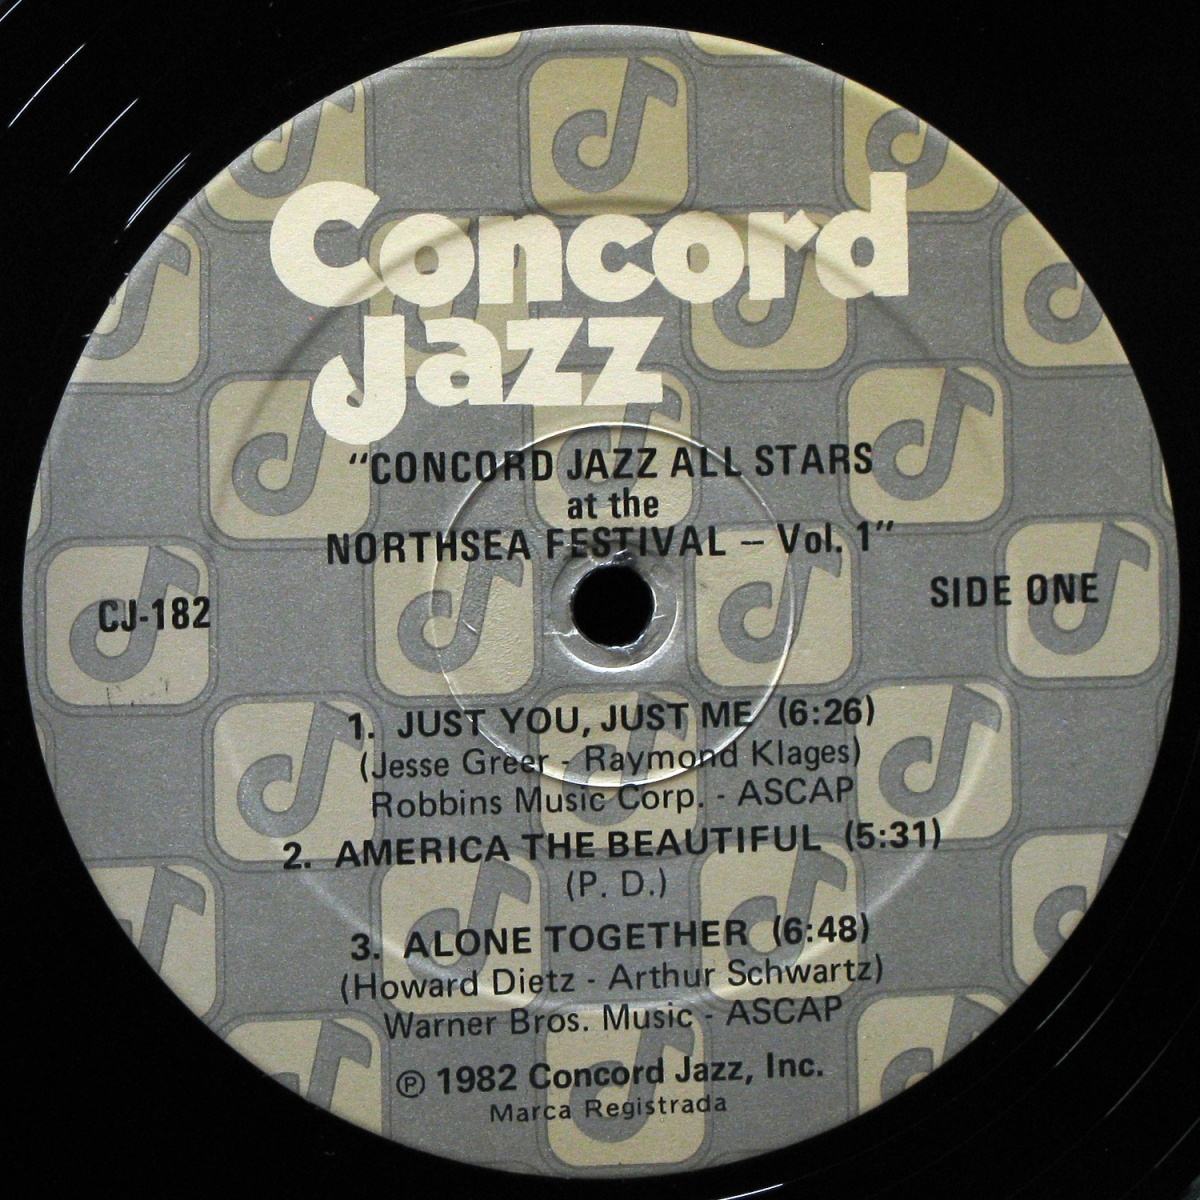 Concord
Jazz
"CONCORD JAZZ ALL STARS
at the
NORTHSEA FESTIVAL – Vol. 1"
CJ-182
SIDE ONE
1. JUST YOU, JUST ME (6:26)
(Jesse Greer - Raymond Klages)
Robbins Music Corp. - ASCAP
2. AMERICA THE BEAUTIFUL (5:31)
(P. D.)
3. ALONE TOGETHER (6:48)
(Howard Dietz - Arthur Schwartz)
Warner Bros. Music - ASCAP
℗ 1982 Concord Jazz, Inc.
Marca Registrada